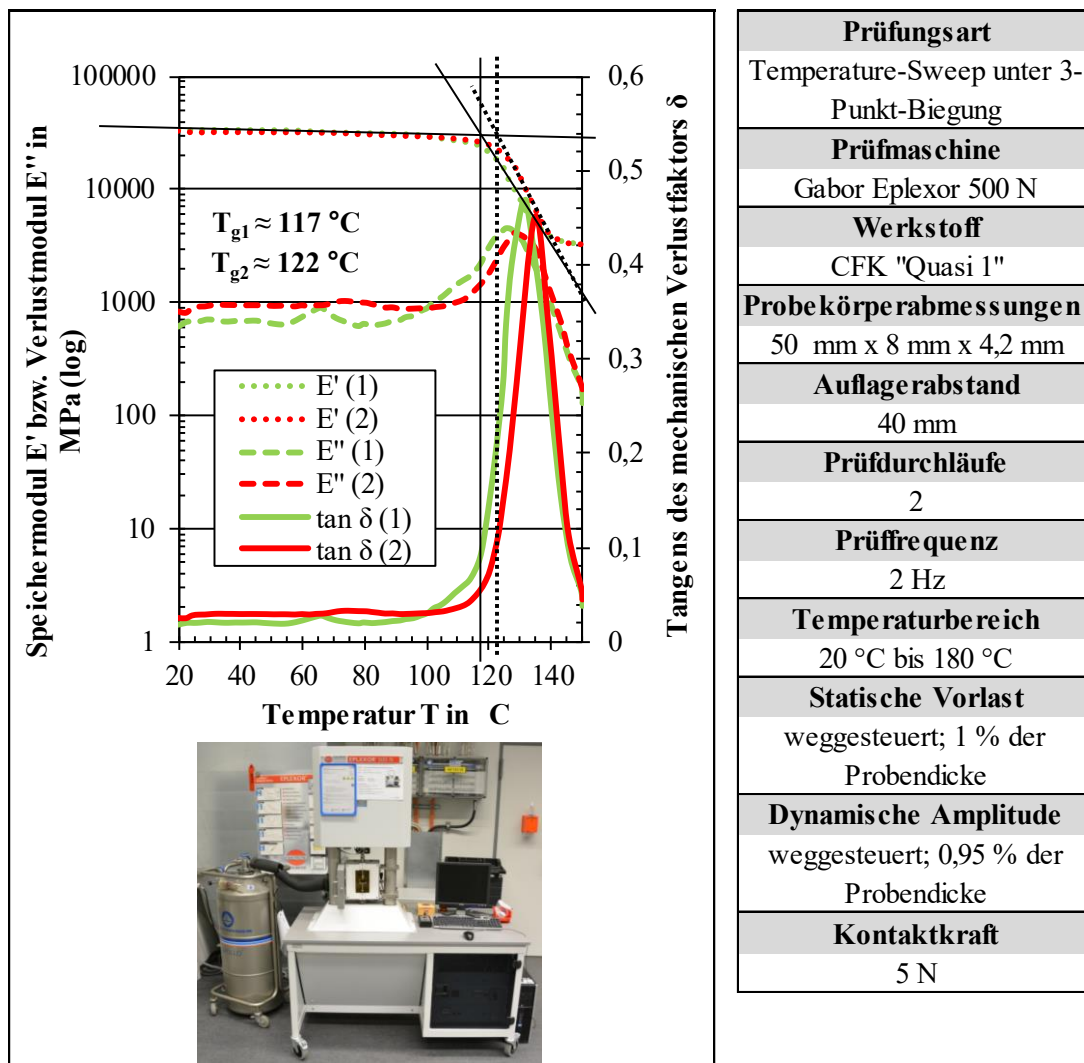 100000
10000
1000
100
10
1
0,6
0,5
0,4
0,3
0,2
0,1
0
20
40
60
80
100
120
140
Speichermodul E' bzw. Verlustmodul E'' in
MPa (log)
Tangens des mechanischen Verlustfaktors δ
Temperatur T in C
Tg1 ≈ 117 °C
Tg2 ≈ 122 °C
E' (1)
E' (2)
E'' (1)
E'' (2)
tan δ (1)
tan δ (2)
EPLEXOR
Prüfungsart
Temperature-Sweep unter 3-
Punkt-Biegung
Prüfmaschine
Gabor Eplexor 500 N
Werkstoff
CFK "Quasi 1"
Probekörperabmessungen
50 mm x 8 mm x 4,2 mm
Auflagerabstand
40 mm
Prüfdurchläufe
2
Prüffrequenz
2 Hz
Temperaturbereich
20 °C bis 180 °C
Statische Vorlast
weggesteuert; 1 % der
Probendicke
Dynamische Amplitude
weggesteuert; 0,95 % der
Probendicke
Kontaktkraft
5 N